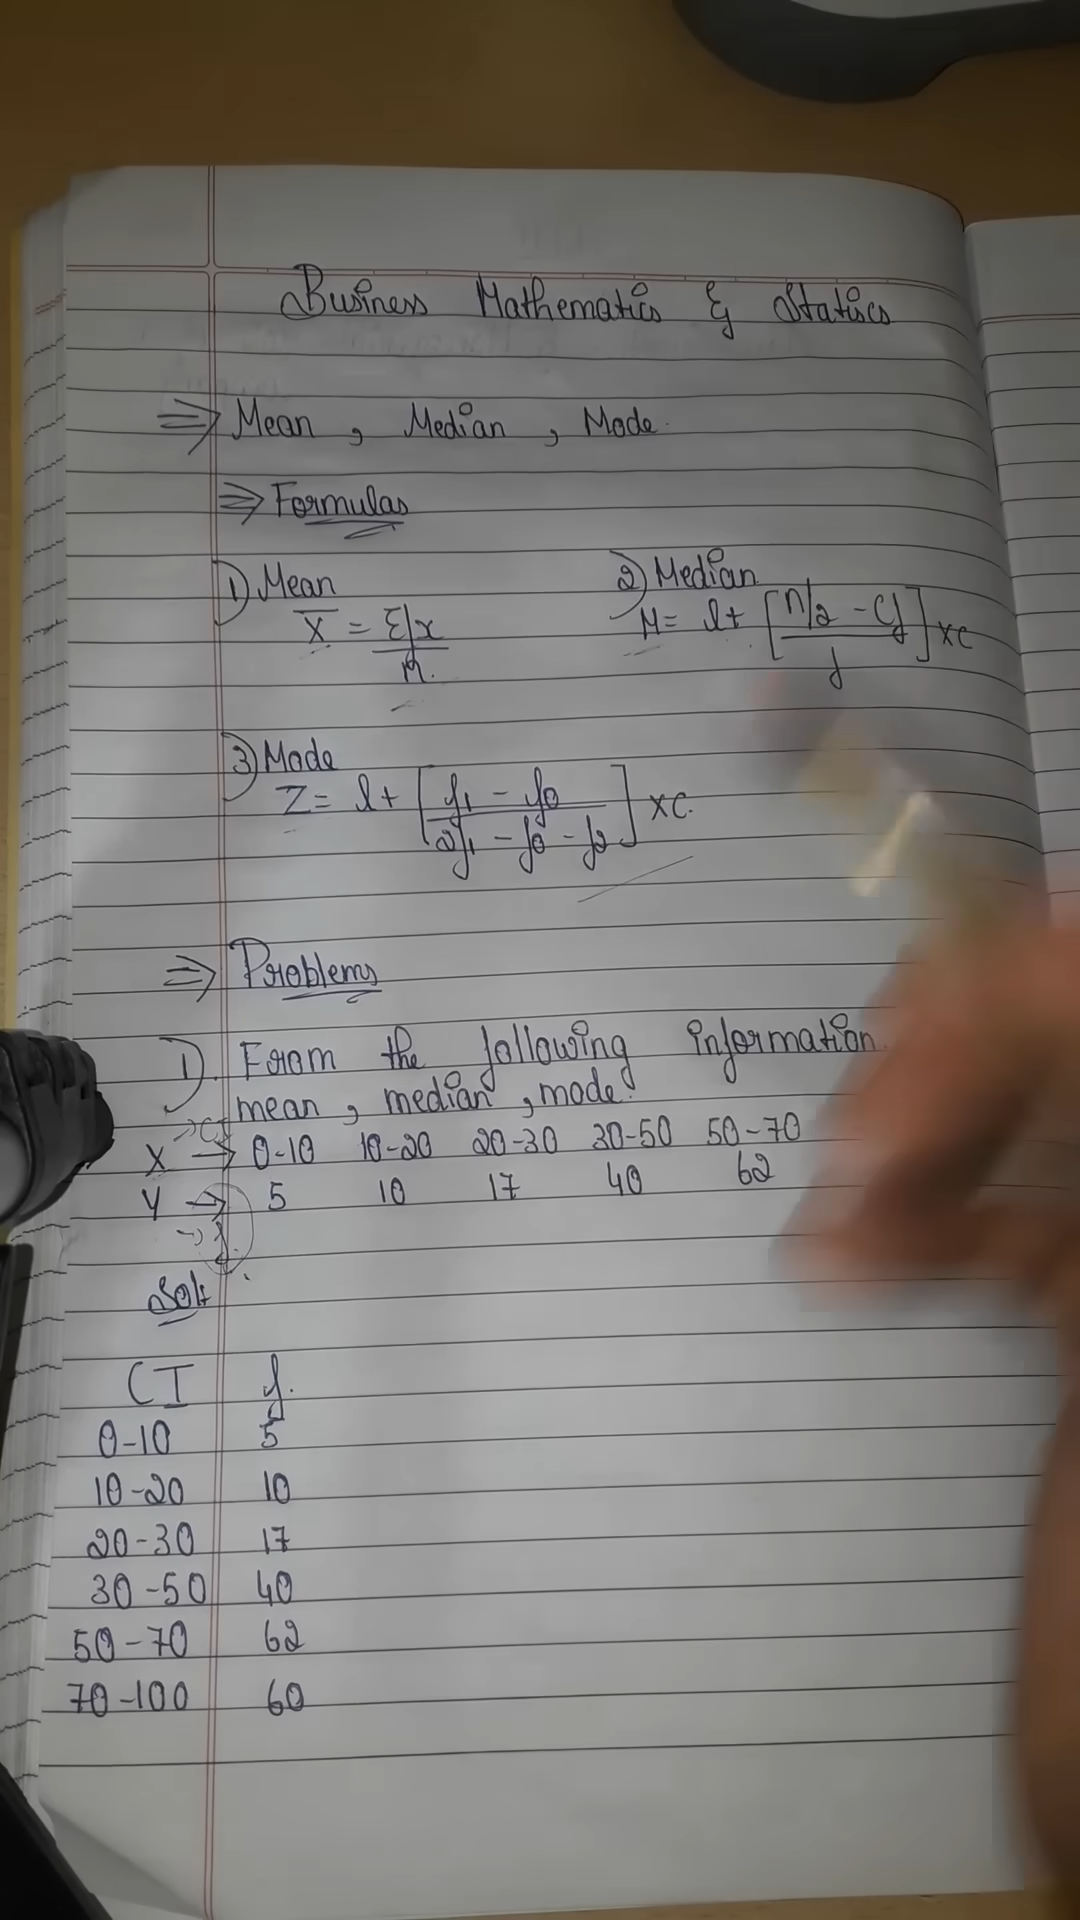 Business Mathematics & Statiscs
⇒ Mean, Median, Mode.
⇒ Formulas
1) Mean
X̄ = Σfx / n.
2) Median
M = l + [n/2 - cf / f] × c
3) Mode
Z = l + [f1 - f0 / 2f1 - f0 - f2] × c.
⇒ Problems
1). From the following information
mean, median, mode.
→ CI
X → 0-10 10-20 20-30 30-50 50-70
Y → 5 10 17 40 62
→ f.
Sol:
CI f.
0-10 5
10-20 10
20-30 17
30-50 40
50-70 62
70-100 60